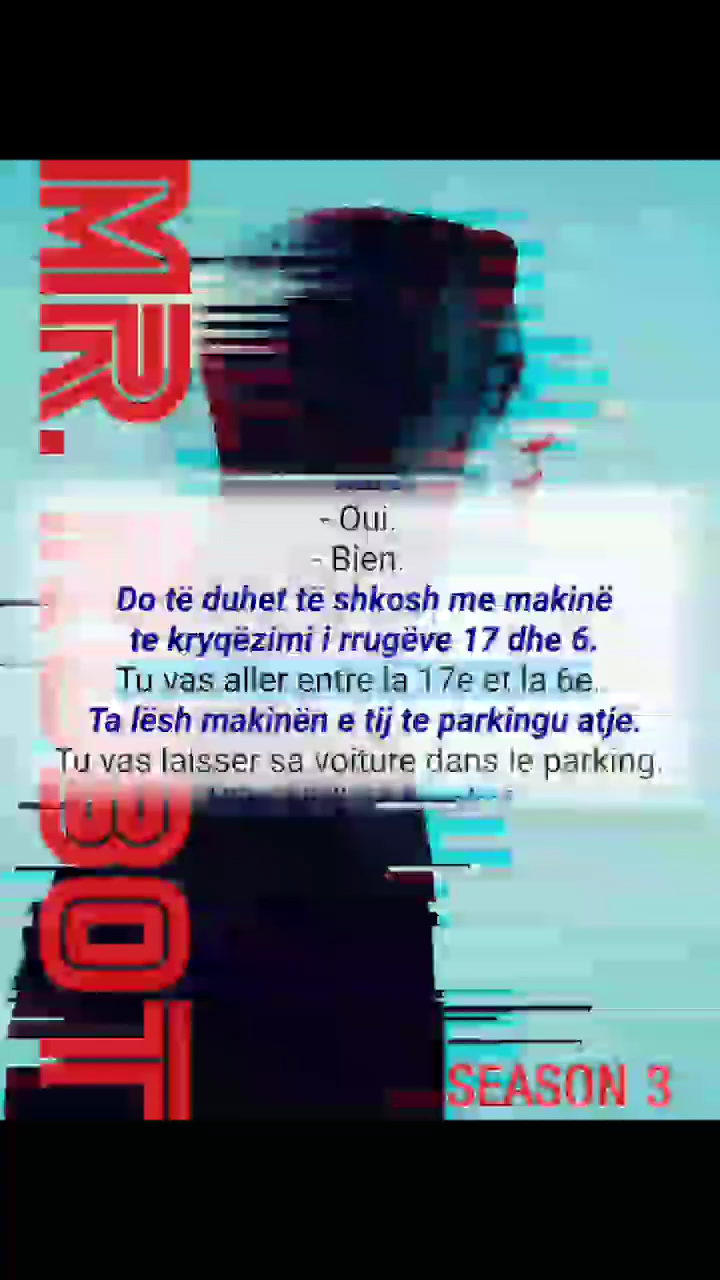 MR. R0B0T
- Oui.
- Bien.
Do të duhet të shkosh me makinë
te kryqëzimi i rrugëve 17 dhe 6.
Tu vas aller entre la 17e et la 6e.
Ta lësh makinën e tij te parkingu atje.
Tu vas laisser sa voiture dans le parking.
SEASON 3